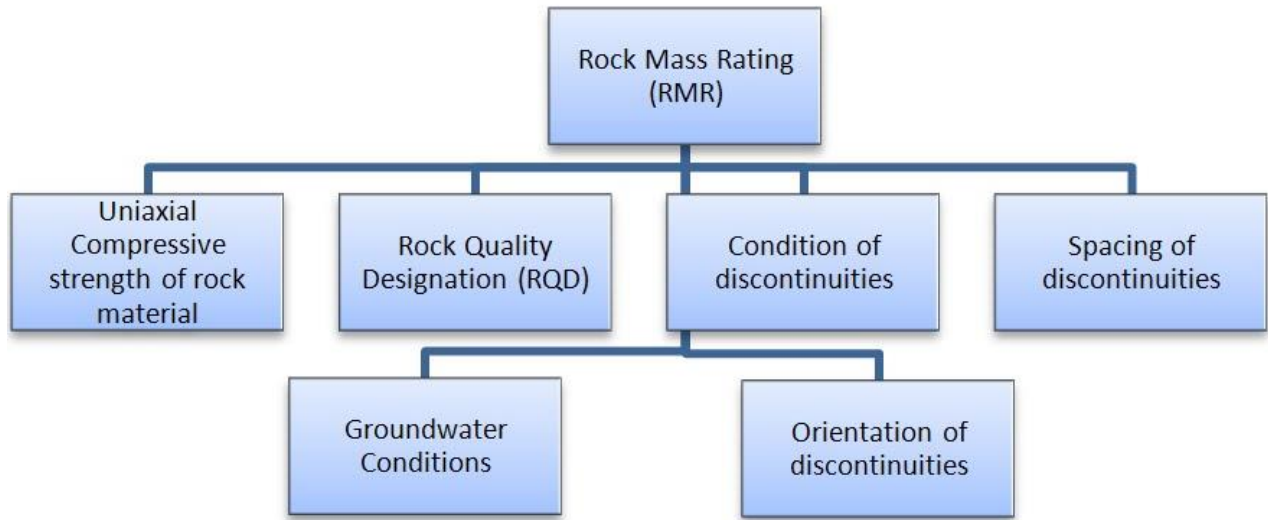 Rock Mass Rating
(RMR)
Uniaxial
Compressive
strength of rock
material
Rock Quality
Designation (RQD)
Condition of
discontinuities
Spacing of
discontinuities
Groundwater
Conditions
Orientation of
discontinuities